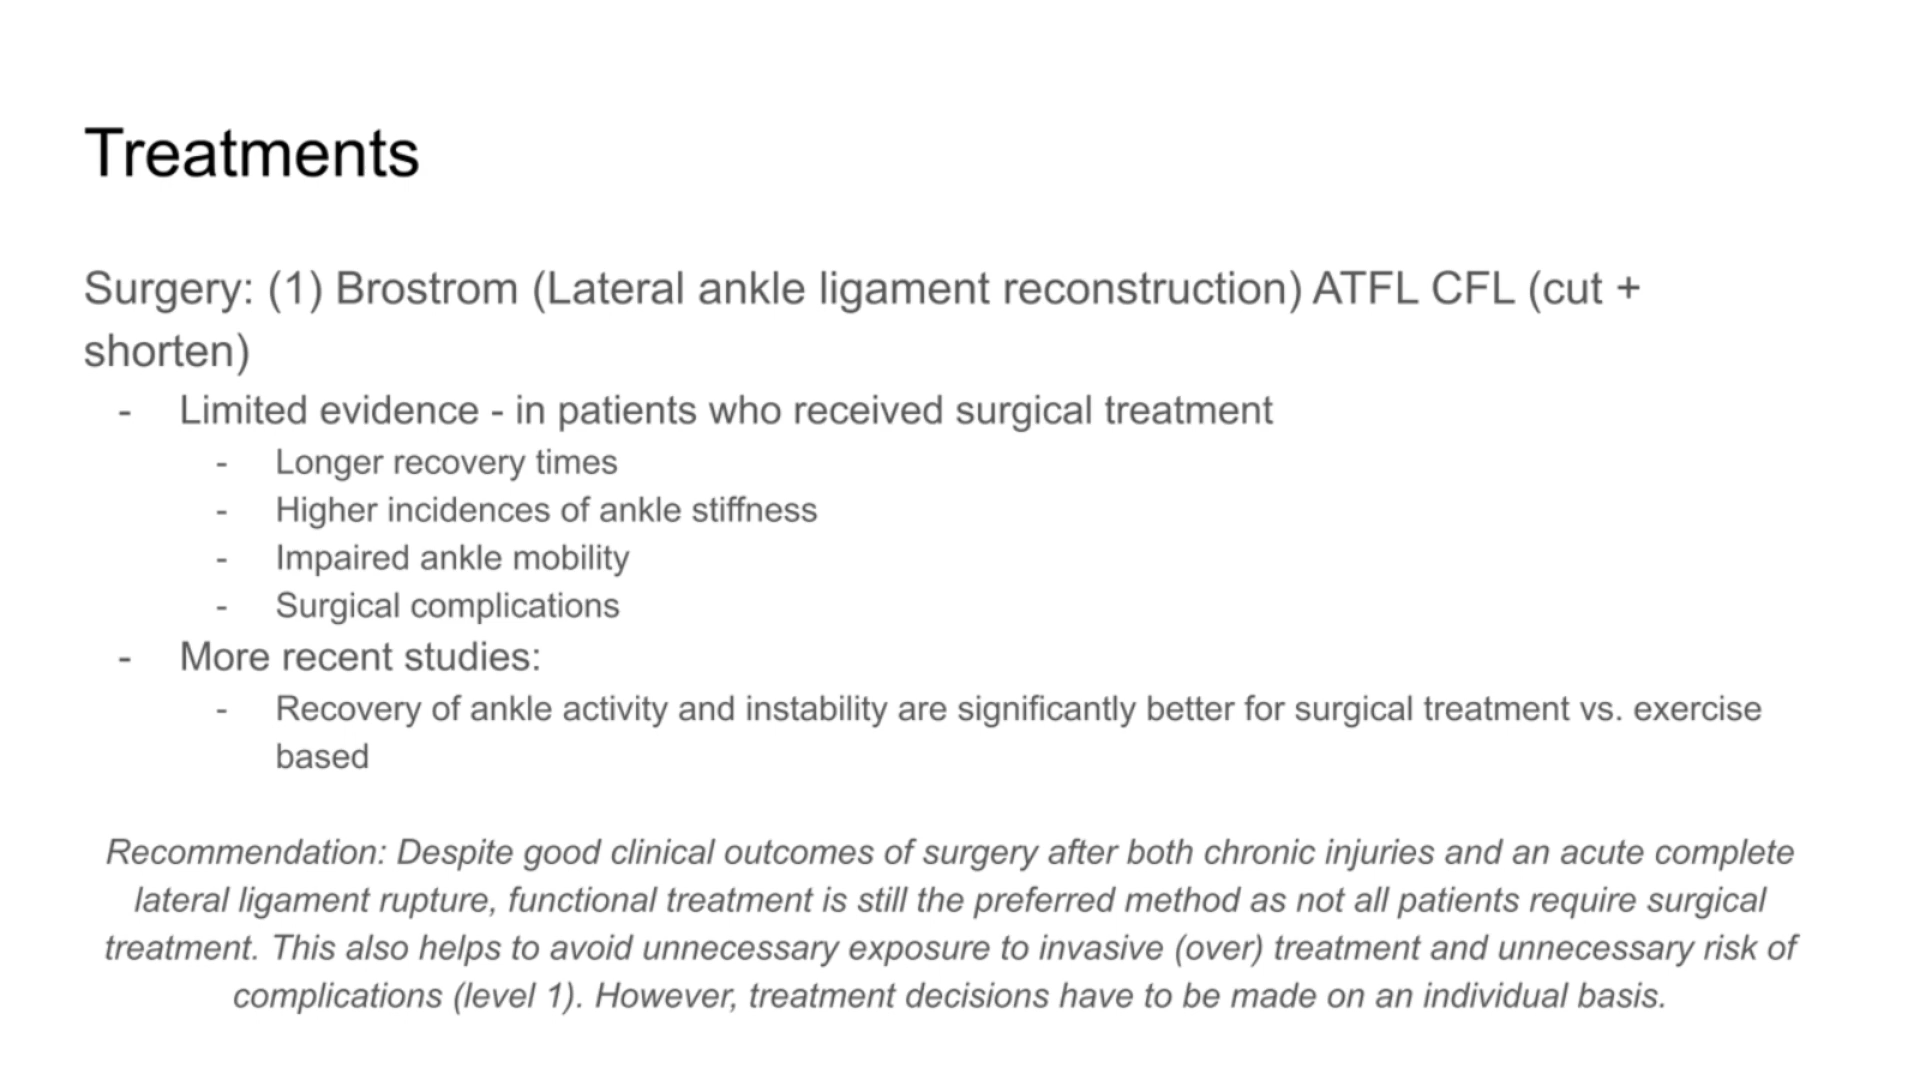 Treatments
Surgery: (1) Brostrom (Lateral ankle ligament reconstruction) ATFL CFL (cut +
shorten)
- Limited evidence - in patients who received surgical treatment
- Longer recovery times
- Higher incidences of ankle stiffness
- Impaired ankle mobility
- Surgical complications
- More recent studies:
- Recovery of ankle activity and instability are significantly better for surgical treatment vs. exercise
based
Recommendation: Despite good clinical outcomes of surgery after both chronic injuries and an acute complete
lateral ligament rupture, functional treatment is still the preferred method as not all patients require surgical
treatment. This also helps to avoid unnecessary exposure to invasive (over) treatment and unnecessary risk of
complications (level 1). However, treatment decisions have to be made on an individual basis.